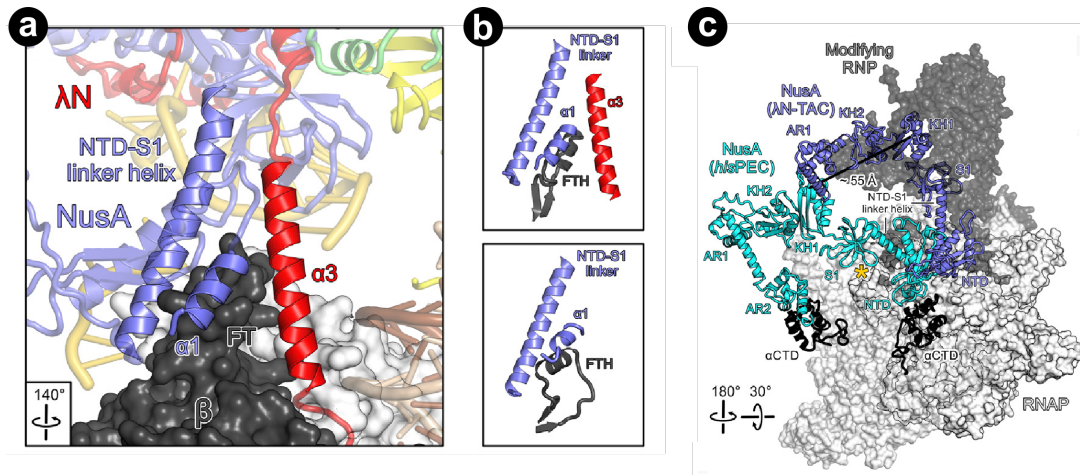 a
λN
NTD-S1
linker helix
NusA
α3
α1
FT
β
140°
b
NTD-S1
linker
α1
α3
FTH
NTD-S1
linker
α1
FTH
c
Modifying
RNP
NusA
(λN-TAC)
KH2
KH1
AR1
NusA
(hisPEC)
~55 Å
S1
KH2
NTD-S1
linker helix
KH1
AR1
S1
*
NTD
NTD
AR2
αCTD
αCTD
RNAP
180° 30°